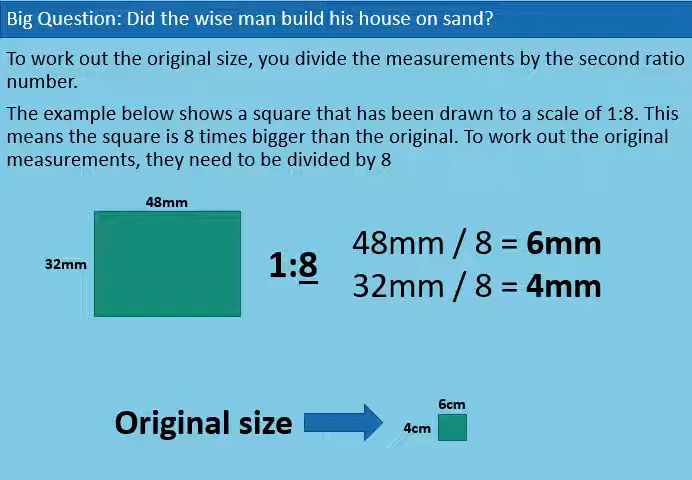 Big Question: Did the wise man build his house on sand?
To work out the original size, you divide the measurements by the second ratio
number.
The example below shows a square that has been drawn to a scale of 1:8. This
means the square is 8 times bigger than the original. To work out the original
measurements, they need to be divided by 8
48mm
32mm
1:8
48mm / 8 = 6mm
32mm / 8 = 4mm
Original size
6cm
4cm